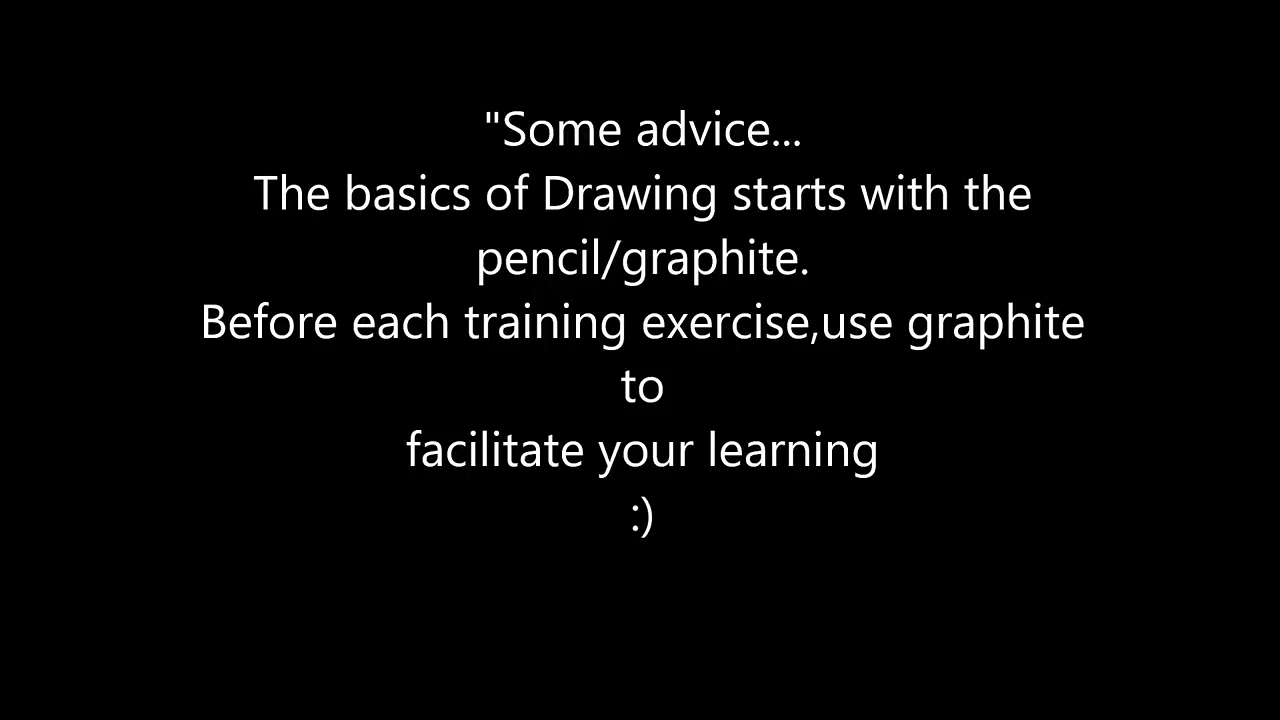 "Some advice...
The basics of Drawing starts with the
pencil/graphite.
Before each training exercise,use graphite
to
facilitate your learning
:)